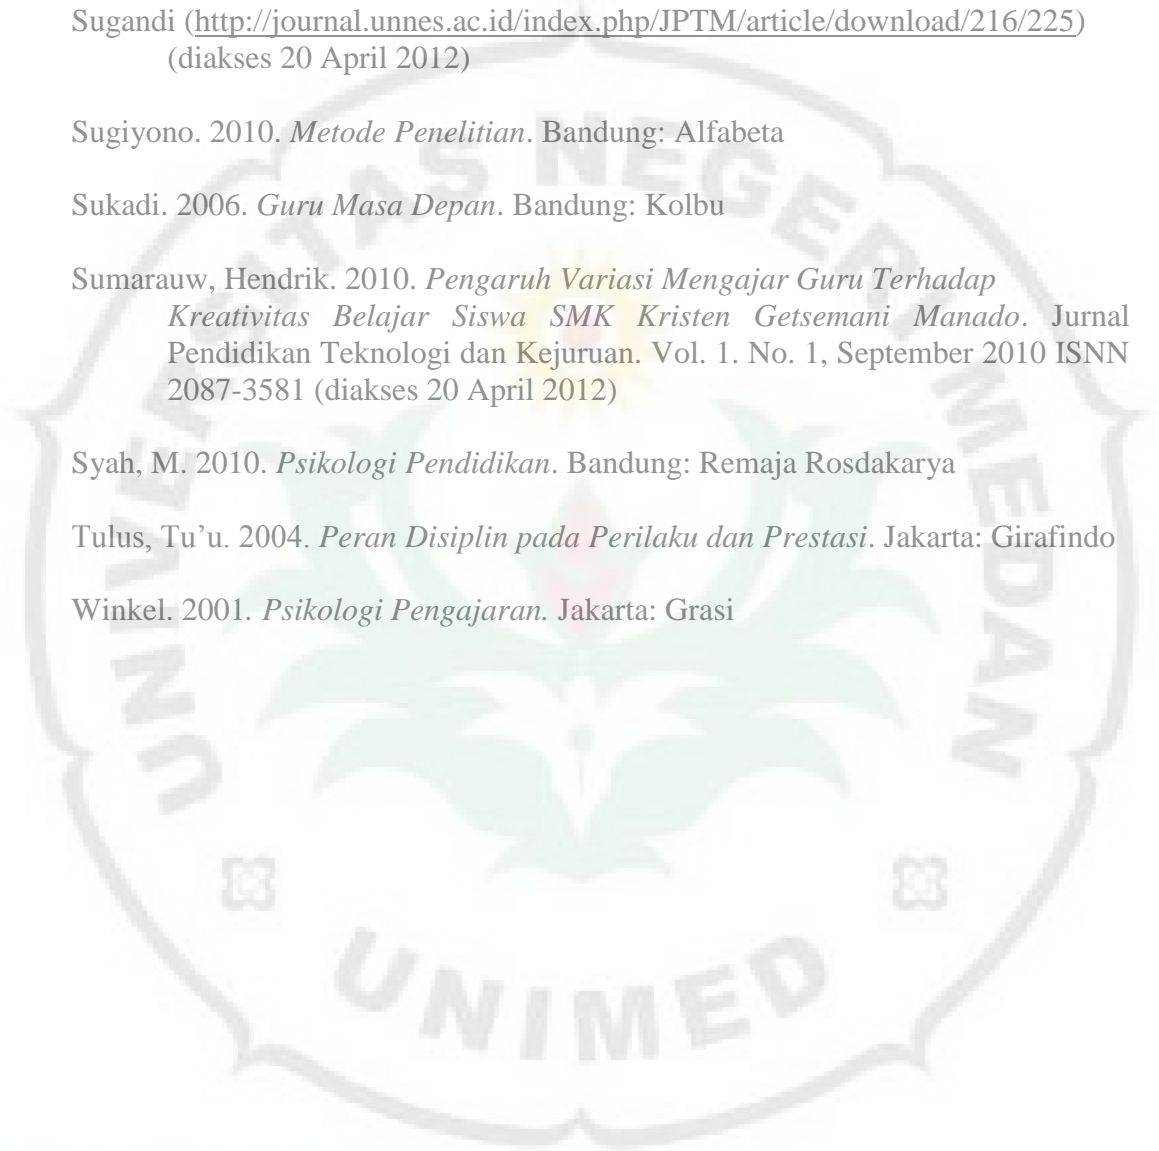 Sugandi (http://journal.unnes.ac.id/index.php/JPTM/article/download/216/225)
(diakses 20 April 2012)
Sugiyono. 2010. Metode Penelitian. Bandung: Alfabeta
Sukadi. 2006. Guru Masa Depan. Bandung: Kolbu
Sumarauw, Hendrik. 2010. Pengaruh Variasi Mengajar Guru Terhadap
Kreativitas Belajar Siswa SMK Kristen Getsemani Manado. Jurnal
Pendidikan Teknologi dan Kejuruan. Vol. 1. No. 1, September 2010 ISNN
2087-3581 (diakses 20 April 2012)
Syah, M. 2010. Psikologi Pendidikan. Bandung: Remaja Rosdakarya
Tulus, Tu’u. 2004. Peran Disiplin pada Perilaku dan Prestasi. Jakarta: Girafindo
Winkel. 2001. Psikologi Pengajaran. Jakarta: Grasi
UNIVERSITAS NEGERI MEDAN
UNIMED